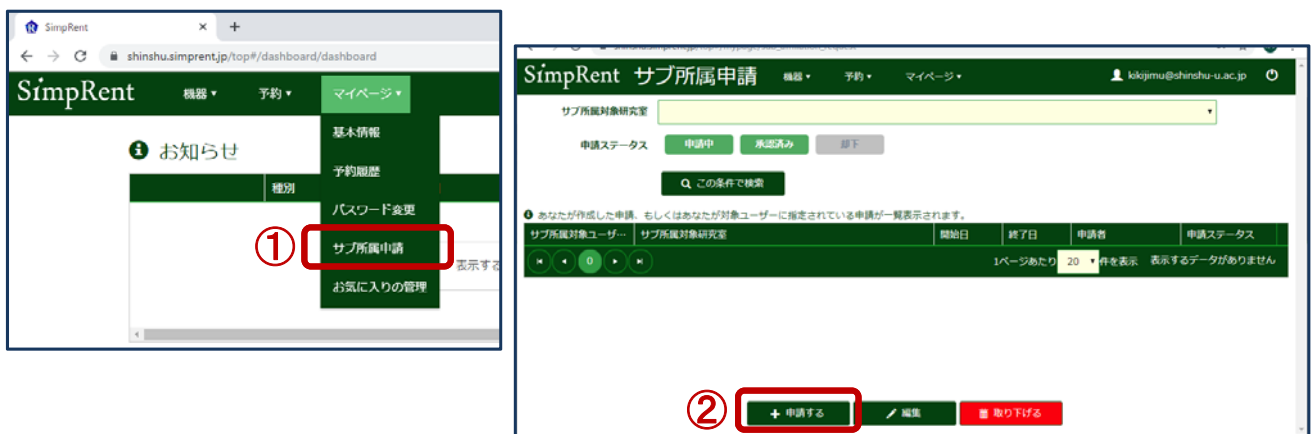 SimpRent
shinshu.simprent.jp/top#/dashboard/dashboard
SimpRent 機器 予約 マイページ
基本情報
お知らせ
予約履歴
種別
パスワード変更
① サブ所属申請
表示する
お気に入りの管理
SimpRent サブ所属申請 機器 予約 マイページ kikijimu@shinshu-u.ac.jp
サブ所属対象研究室
申請ステータス 申請中 承認済み 却下
この条件で検索
あなたが作成した申請、もしくはあなたが対象ユーザーに指定されている申請が一覧表示されます。
サブ所属対象ユーザ… サブ所属対象研究室 開始日 終了日 申請者 申請ステータス
0 1ページあたり 20 件を表示 表示するデータがありません
② + 申請する 編集 取り下げる